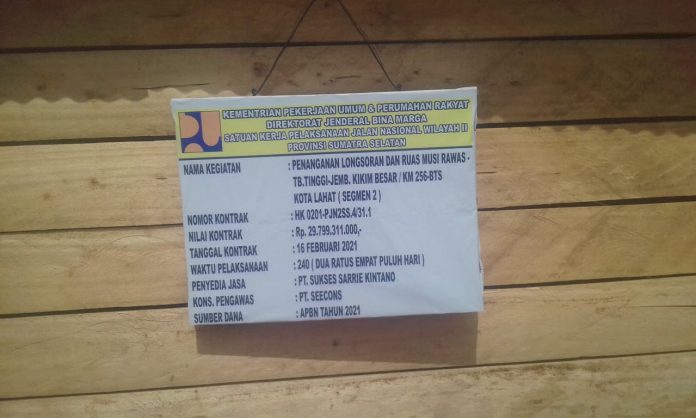 KEMENTRIAN PEKERJAAN UMUM & PERUMAHAN RAKYAT
DIREKTORAT JENDERAL BINA MARGA
SATUAN KERJA PELAKSANAAN JALAN NASIONAL WILAYAH II
PROVINSI SUMATRA SELATAN
NAMA KEGIATAN : PENANGANAN LONGSORAN DAN RUAS MUSI RAWAS -
TB.TINGGI-JEMB. KIKIM BESAR / KM 256-BTS
KOTA LAHAT ( SEGMEN 2 )
NOMOR KONTRAK : HK 0201-PJN2SS.4/31.1
NILAI KONTRAK : Rp. 29.799.311.000,-
TANGGAL KONTRAK : 16 FEBRUARI 2021
WAKTU PELAKSANAAN : 240 ( DUA RATUS EMPAT PULUH HARI )
PENYEDIA JASA : PT. SUKSES SARRIE KINTANO
KONS. PENGAWAS : PT. SEECONS
SUMBER DANA : APBN TAHUN 2021